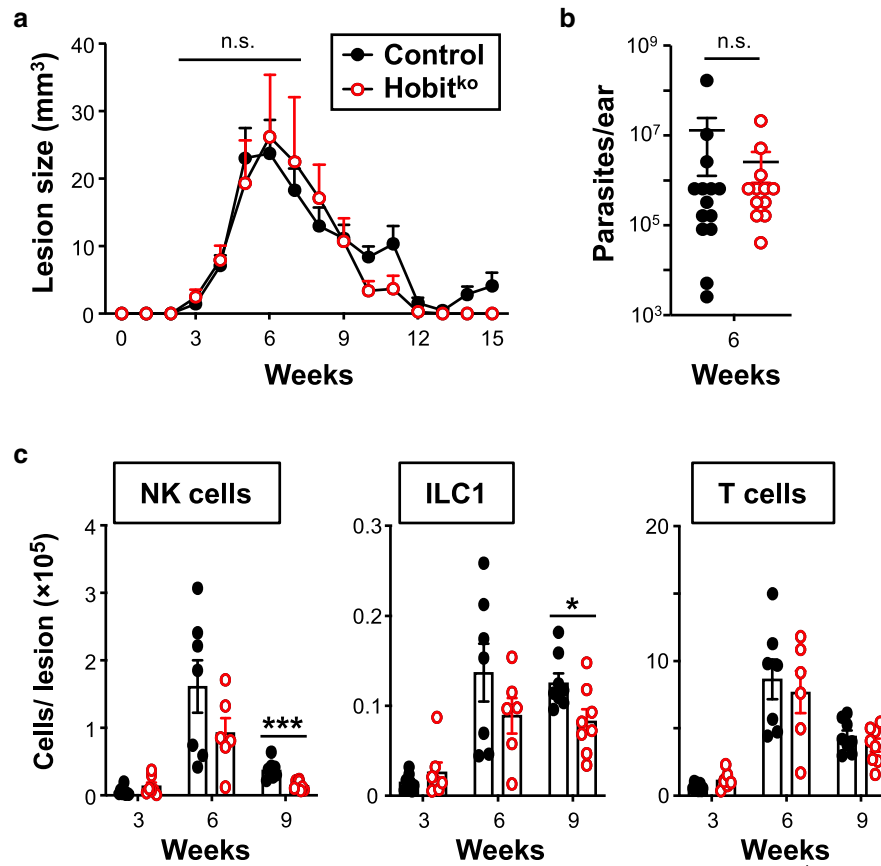 a
n.s.
Control
Hobitᵏᵒ
Lesion size (mm³)
40
30
20
10
0
0 3 6 9 12 15
Weeks
b
n.s.
Parasites/ear
10⁹
10⁷
10⁵
10³
6
Weeks
c
NK cells
Cells/ lesion (×10⁵)
4
3
2
1
0
***
3 6 9
Weeks
ILC1
0.3
0.2
0.1
0
*
3 6 9
Weeks
T cells
20
10
0
3 6 9
Weeks